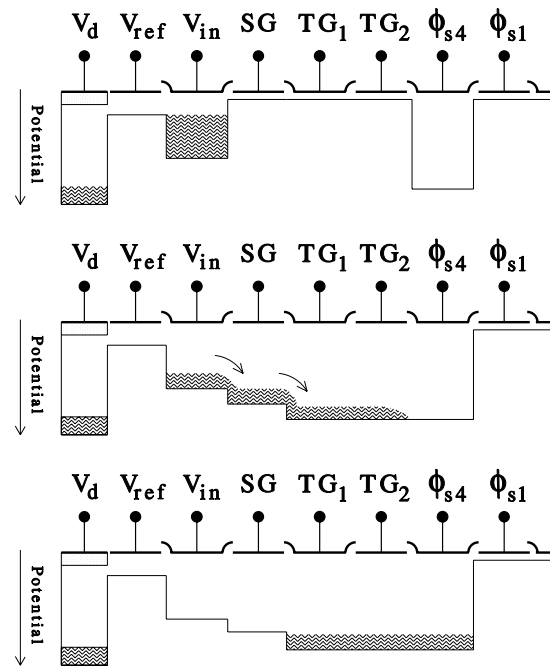 V_d V_ref V_in SG TG_1 TG_2 ϕ_s4 ϕ_s1
Potential
V_d V_ref V_in SG TG_1 TG_2 ϕ_s4 ϕ_s1
Potential
V_d V_ref V_in SG TG_1 TG_2 ϕ_s4 ϕ_s1
Potential